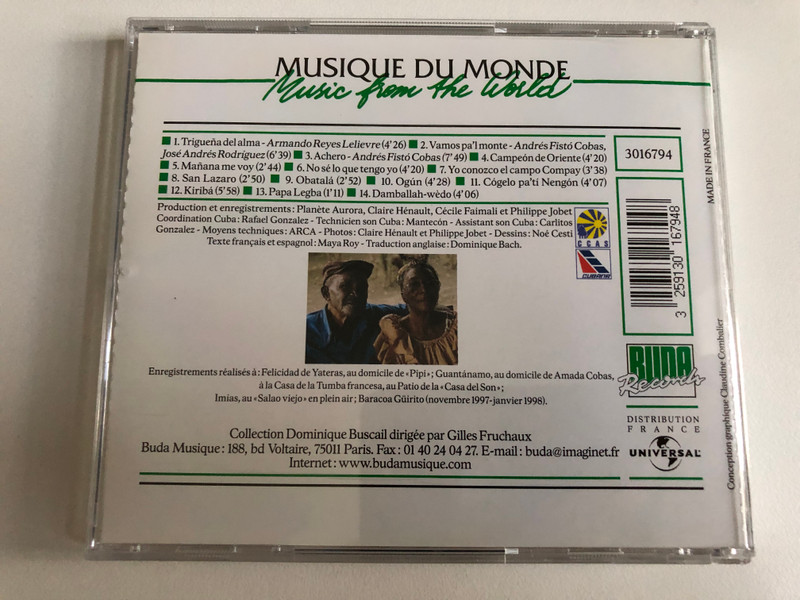 MUSIQUE DU MONDE
Music from the World
1. Trigueña del alma - Armando Reyes Lelievre (4'26) 2. Vamos pa'l monte - Andrés Fistó Cobas,
José Andrés Rodríguez (6'39) 3. Achero - Andrés Fistó Cobas (7'49) 4. Campeón de Oriente (4'20)
5. Mañana me voy (2'44) 6. No sé lo que tengo yo (4'20) 7. Yo conozco el campo Compay (3'38)
8. San Lazaro (2'50) 9. Obatalá (2'52) 10. Ogún (4'28) 11. Cógelo pa'ti Nengón (4'07)
12. Kiribá (5'58) 13. Papa Legba (1'11) 14. Damballah-wèdo (4'06)
Production et enregistrements : Planète Aurora, Claire Hénault, Cécile Faimali et Philippe Jobet
Coordination Cuba : Rafael Gonzalez - Technicien son Cuba : Mantecón - Assistant son Cuba : Carlitos
Gonzalez - Moyens techniques : ARCA - Photos : Claire Hénault et Philippe Jobet - Dessins : Noé Cesti
Texte français et espagnol : Maya Roy - Traduction anglaise : Dominique Bach.
CCAS
CUBANA
Enregistrements réalisés à : Felicidad de Yateras, au domicile de «Pipi» ; Guantánamo, au domicile de Amada Cobas,
à la Casa de la Tumba francesa, au Patio de la «Casa del Son» ;
Imias, au «Salao viejo» en plein air ; Baracoa Güirito (novembre 1997-janvier 1998).
Collection Dominique Buscail dirigée par Gilles Fruchaux
Buda Musique : 188, bd Voltaire, 75011 Paris. Fax : 01 40 24 04 27. E-mail : buda@imaginet.fr
Internet : www.budamusique.com
3016794
3 259130 167948
BUDA
Records
DISTRIBUTION
FRANCE
UNIVERSAL
MADE IN FRANCE
Conception graphique Claudine Combalier